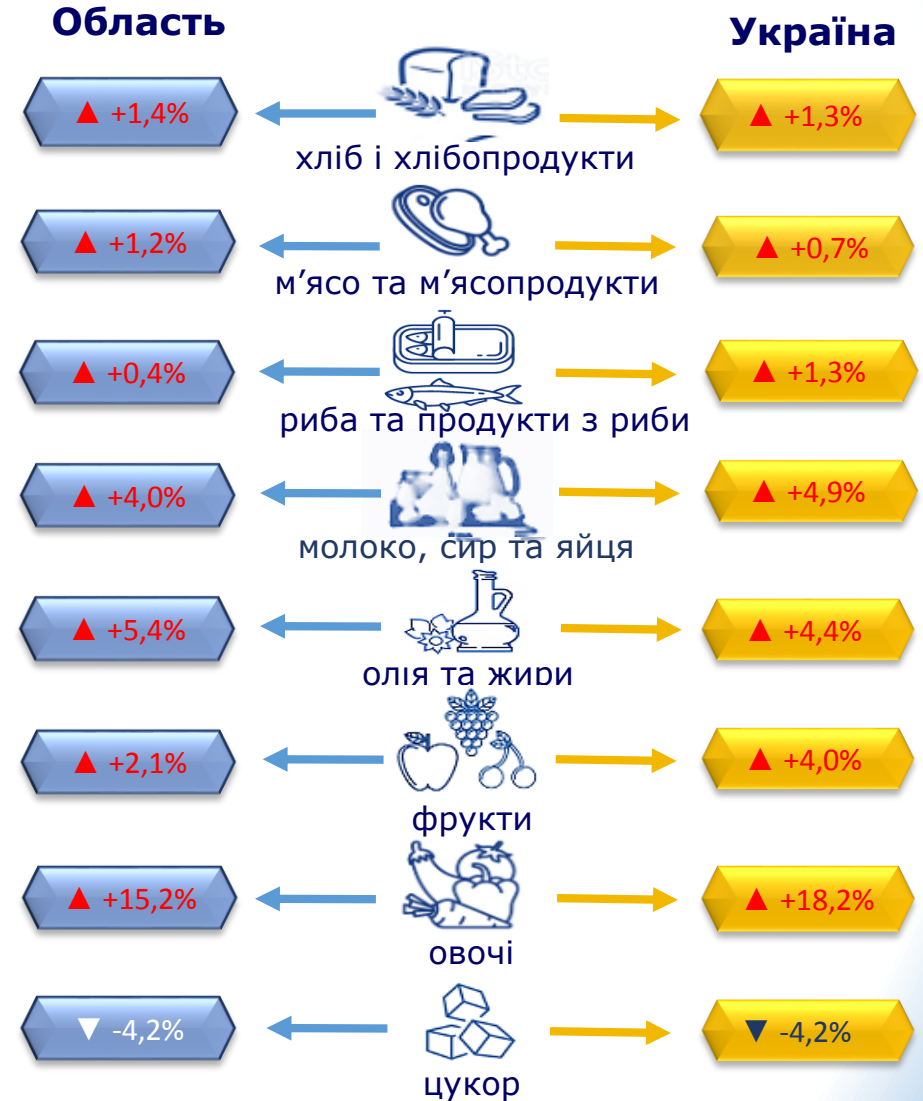 Область
Україна
▲ +1,4%
▲ +1,3%
хліб і хлібопродукти
▲ +1,2%
▲ +0,7%
м’ясо та м’ясопродукти
▲ +0,4%
▲ +1,3%
риба та продукти з риби
▲ +4,0%
▲ +4,9%
молоко, сир та яйця
▲ +5,4%
▲ +4,4%
олія та жири
▲ +2,1%
▲ +4,0%
фрукти
▲ +15,2%
▲ +18,2%
овочі
▼ -4,2%
▼ -4,2%
цукор